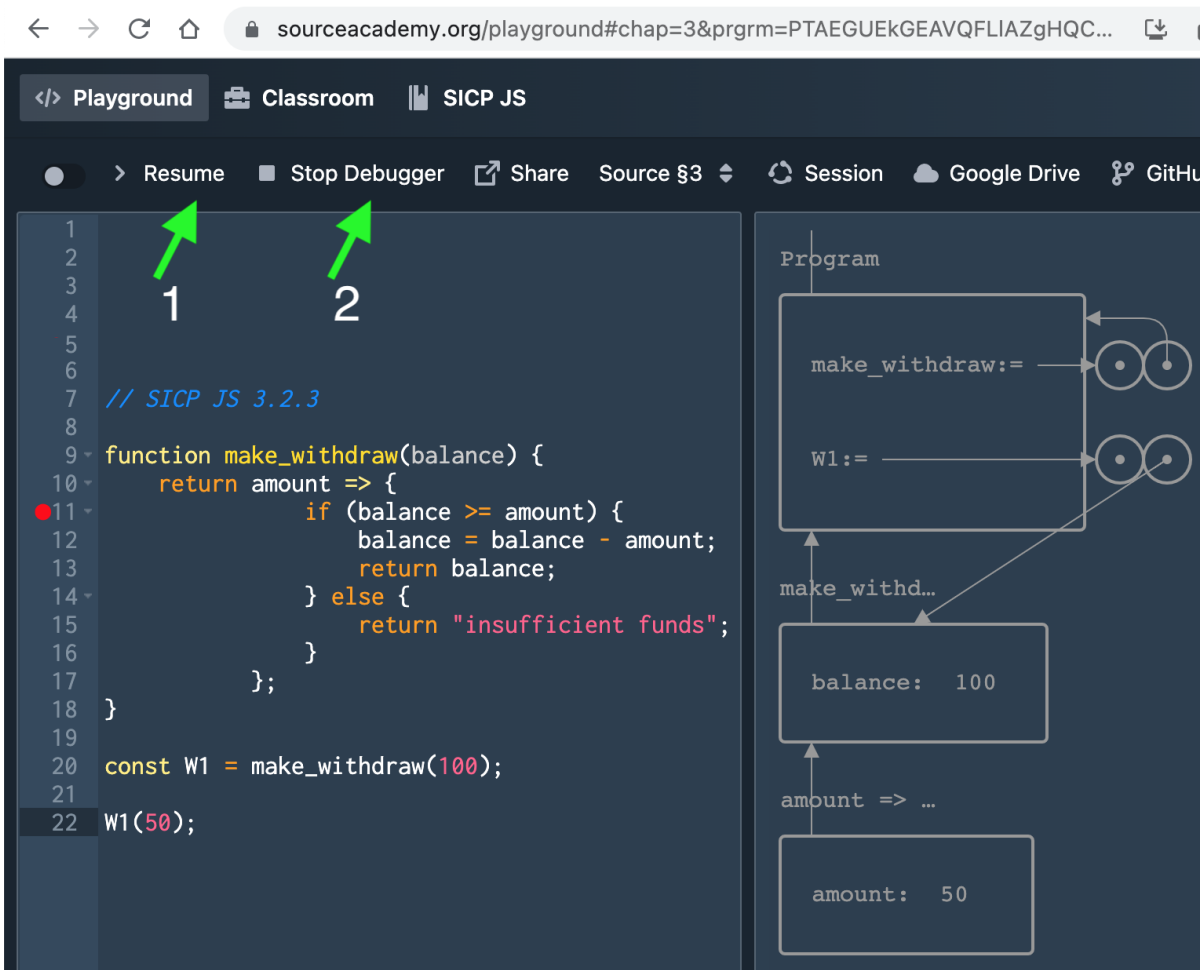 sourceacademy.org/playground#chap=3&prgrm=PTAEGUEkGEAVQFLlAZgHQC...
</> Playground Classroom SICP JS
Resume Stop Debugger Share Source §3 Session Google Drive GitHu
1 2
1
2
3
4
5
6
7 // SICP JS 3.2.3
8
9 function make_withdraw(balance) {
10 return amount => {
11 if (balance >= amount) {
12 balance = balance - amount;
13 return balance;
14 } else {
15 return "insufficient funds";
16 }
17 };
18 }
19
20 const W1 = make_withdraw(100);
21
22 W1(50);
Program
make_withdraw:=
W1:=
make_withd…
balance: 100
amount => …
amount: 50